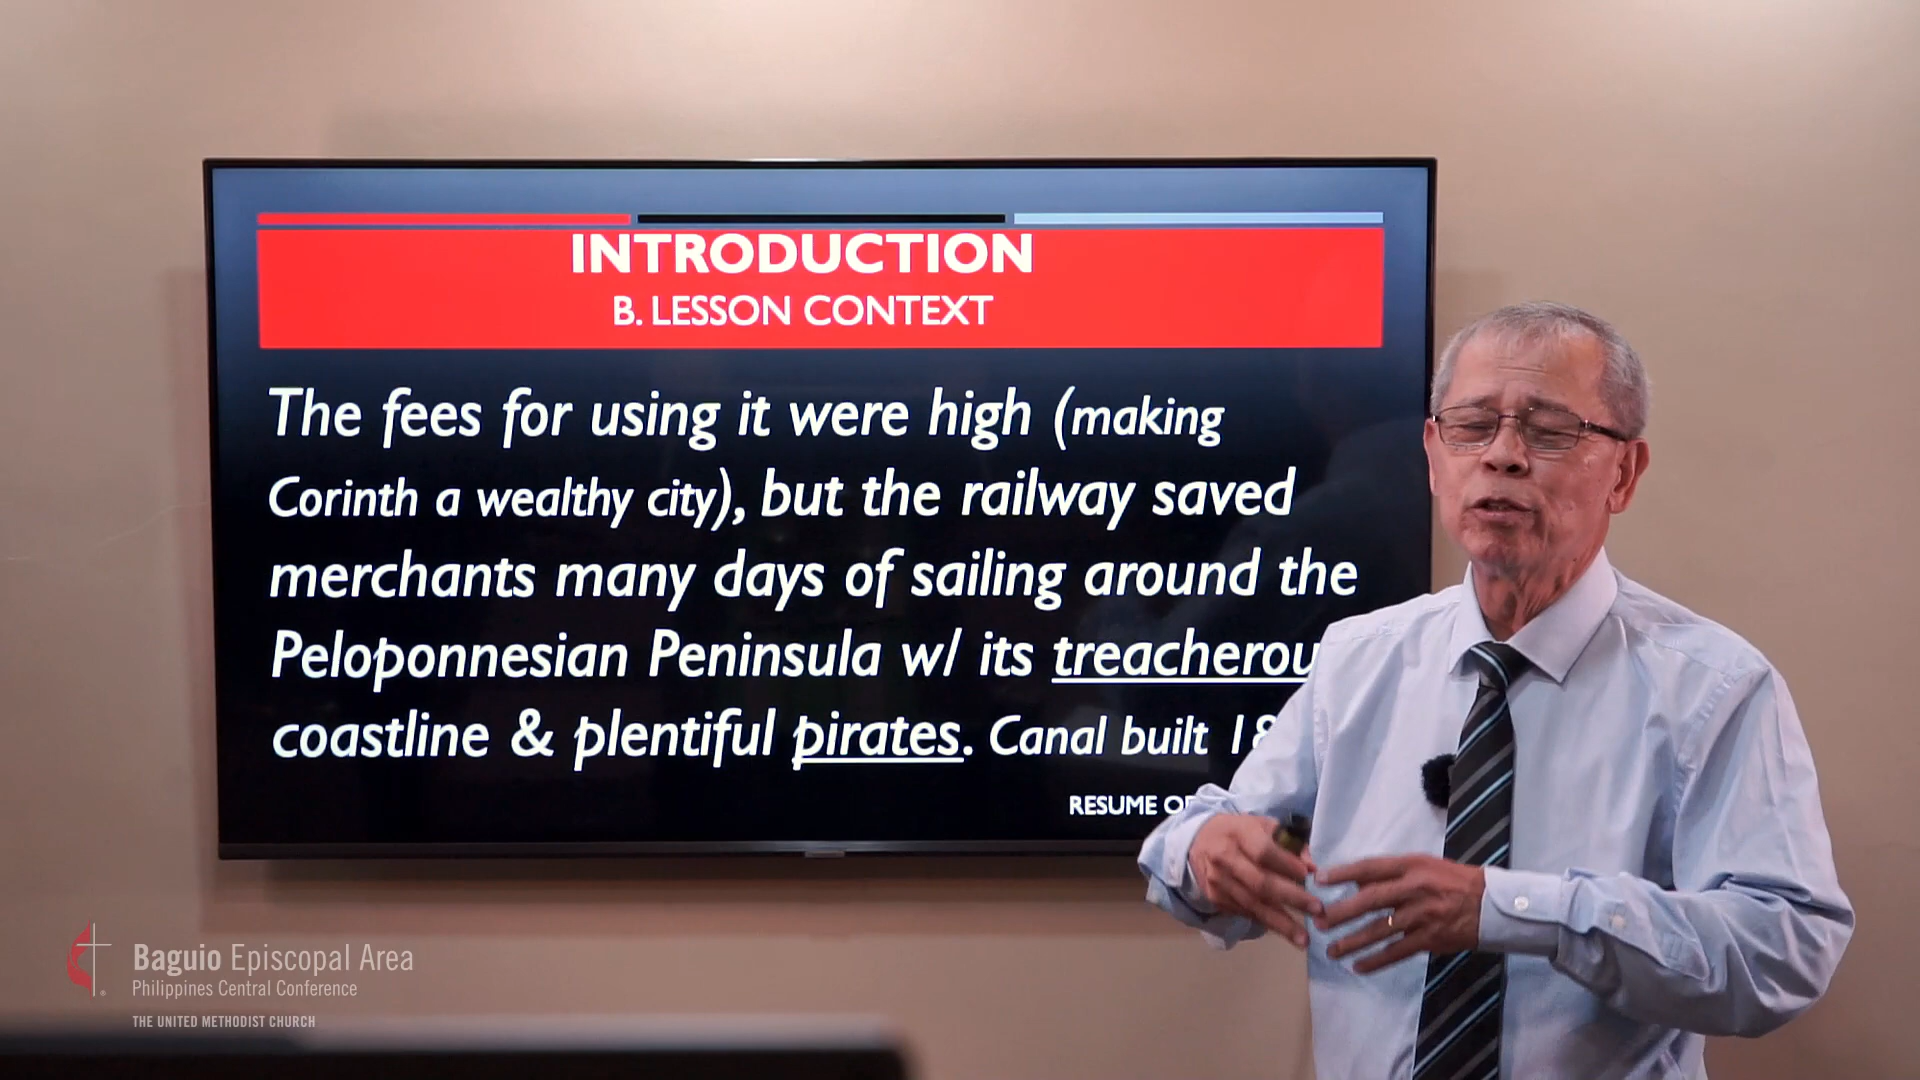 INTRODUCTION
B. LESSON CONTEXT
The fees for using it were high (making
Corinth a wealthy city), but the railway saved
merchants many days of sailing around the
Peloponnesian Peninsula w/ its
coastline & plentiful pirates. Canal built
RESUME
Baguio Episcopal Area
Philippines Central Conference
THE UNITED METHODIST CHURCH